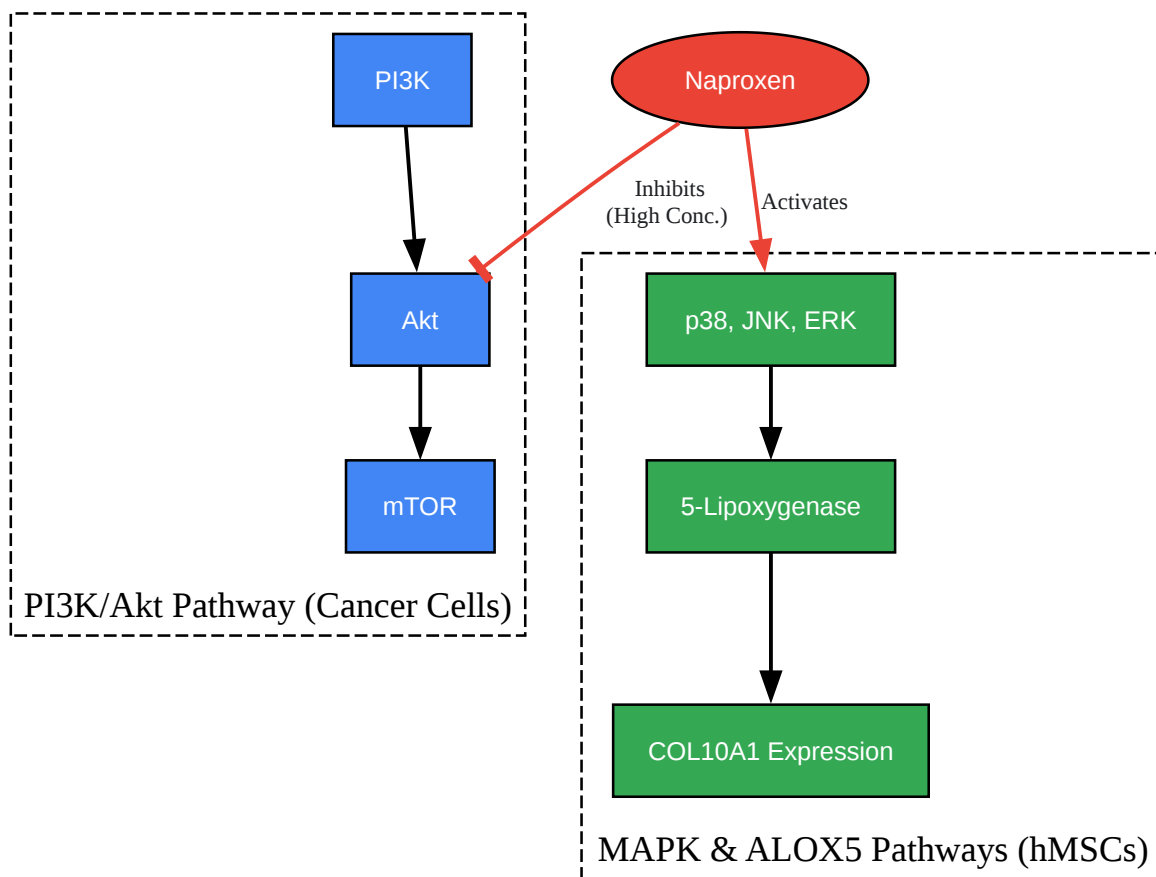 PI3K
Naproxen
Inhibits
(High Conc.)
Activates
Akt
p38, JNK, ERK
mTOR
5-Lipoxygenase
PI3K/Akt Pathway (Cancer Cells)
COL10A1 Expression
MAPK & ALOX5 Pathways (hMSCs)